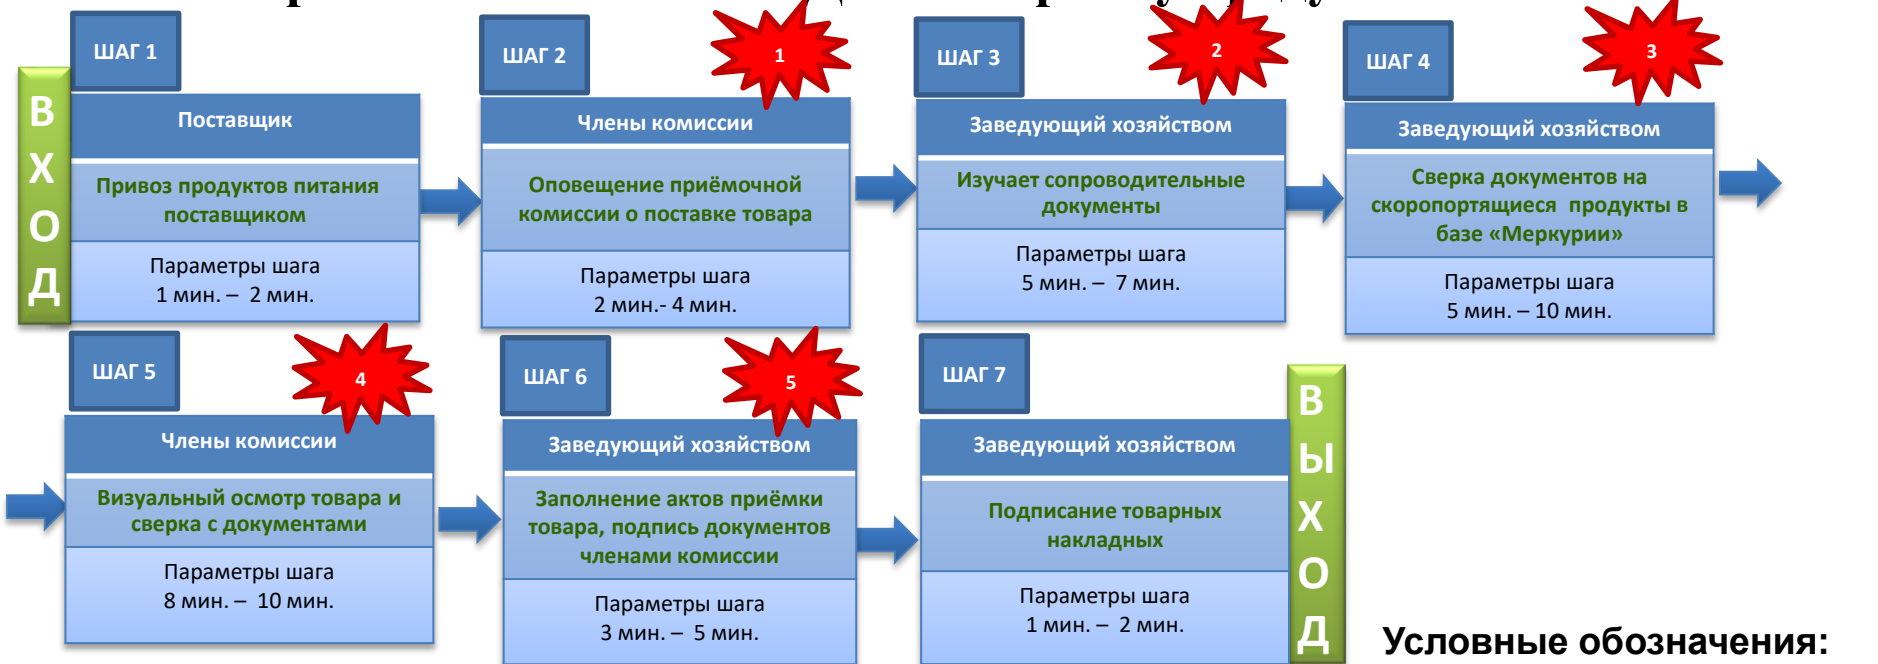 ШАГ 1
ШАГ 2
1
ШАГ 3
2
ШАГ 4
3
ВХОД
Поставщик
Привоз продуктов питания
поставщиком
Параметры шага
1 мин. – 2 мин.
Члены комиссии
Оповещение приёмочной
комиссии о поставке товара
Параметры шага
2 мин.- 4 мин.
Заведующий хозяйством
Изучает сопроводительные
документы
Параметры шага
5 мин. – 7 мин.
Заведующий хозяйством
Сверка документов на
скоропортящиеся продукты в
базе «Меркурии»
Параметры шага
5 мин. – 10 мин.
ШАГ 5
4
Члены комиссии
Визуальный осмотр товара и
сверка с документами
Параметры шага
8 мин. – 10 мин.
ШАГ 6
5
Заведующий хозяйством
Заполнение актов приёмки
товара, подпись документов
членами комиссии
Параметры шага
3 мин. – 5 мин.
ШАГ 7
Заведующий хозяйством
Подписание товарных
накладных
Параметры шага
1 мин. – 2 мин.
ВЫХОД
Условные обозначения: